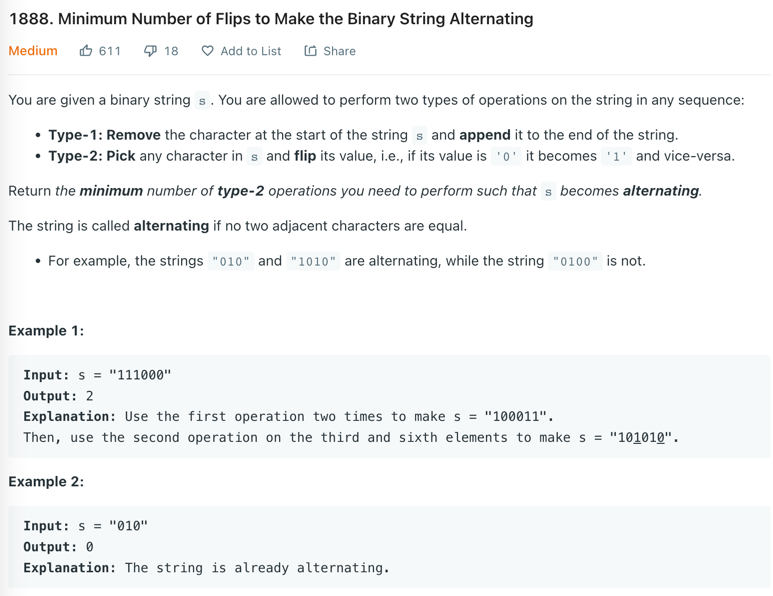 1888. Minimum Number of Flips to Make the Binary String Alternating
Medium 611 18 Add to List Share
You are given a binary string s . You are allowed to perform two types of operations on the string in any sequence:
• Type-1: Remove the character at the start of the string s and append it to the end of the string.
• Type-2: Pick any character in s and flip its value, i.e., if its value is '0' it becomes '1' and vice-versa.
Return the minimum number of type-2 operations you need to perform such that s becomes alternating.
The string is called alternating if no two adjacent characters are equal.
• For example, the strings "010" and "1010" are alternating, while the string "0100" is not.
Example 1:
Input: s = "111000"
Output: 2
Explanation: Use the first operation two times to make s = "100011".
Then, use the second operation on the third and sixth elements to make s = "101010".
Example 2:
Input: s = "010"
Output: 0
Explanation: The string is already alternating.